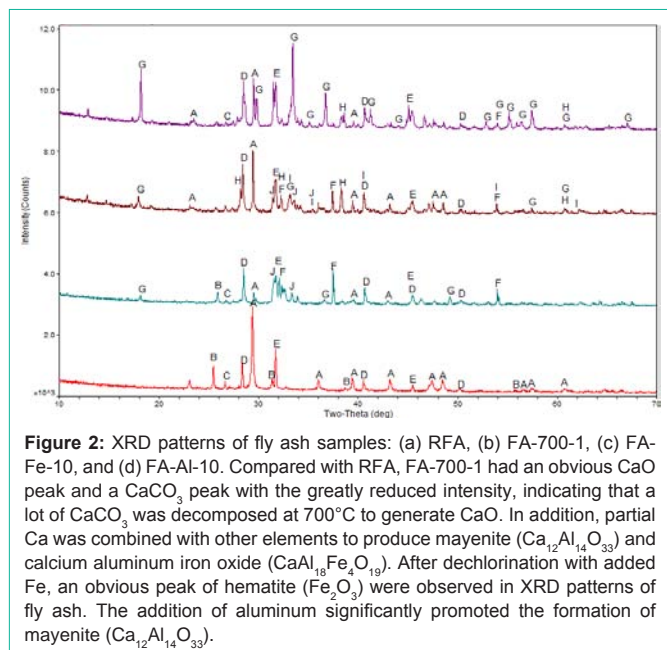 12.0
10.0
8.0
6.0
4.0
2.0
×10^3
Intensity (Counts)
G A C D A G E G G G H A D G G E D G G F G G G H G G
G A H D A J E H F I G J J I F H A I D A E A A D I F G H G I
G B C D A J E F J G F A D A E D G D F
B C D A B E A B A D A E A A D B A A A
10 20 30 40 50 60 70
Two-Theta (deg)
Figure 2: XRD patterns of fly ash samples: (a) RFA, (b) FA-700-1, (c) FA-
Fe-10, and (d) FA-Al-10. Compared with RFA, FA-700-1 had an obvious CaO
peak and a CaCO₃ peak with the greatly reduced intensity, indicating that a
lot of CaCO₃ was decomposed at 700°C to generate CaO. In addition, partial
Ca was combined with other elements to produce mayenite (Ca₁₂Al₁₄O₃₃) and
calcium aluminum iron oxide (CaAl₁₈Fe₄O₁₉). After dechlorination with added
Fe, an obvious peak of hematite (Fe₂O₃) were observed in XRD patterns of
fly ash. The addition of aluminum significantly promoted the formation of
mayenite (Ca₁₂Al₁₄O₃₃).